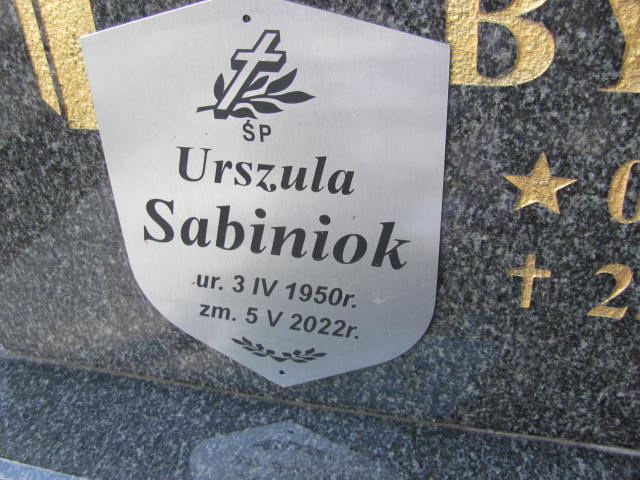 ŚP
Urszula
Sabiniok
ur. 3 IV 1950r.
zm. 5 V 2022r.